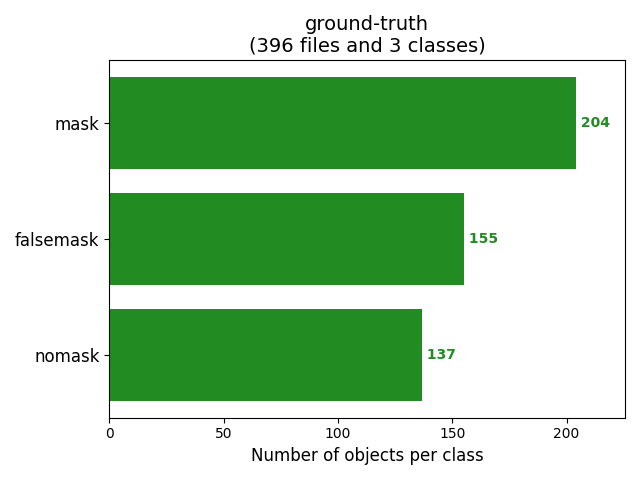 ground-truth
(396 files and 3 classes)
mask
204
falsemask
155
nomask
137
0 50 100 150 200
Number of objects per class